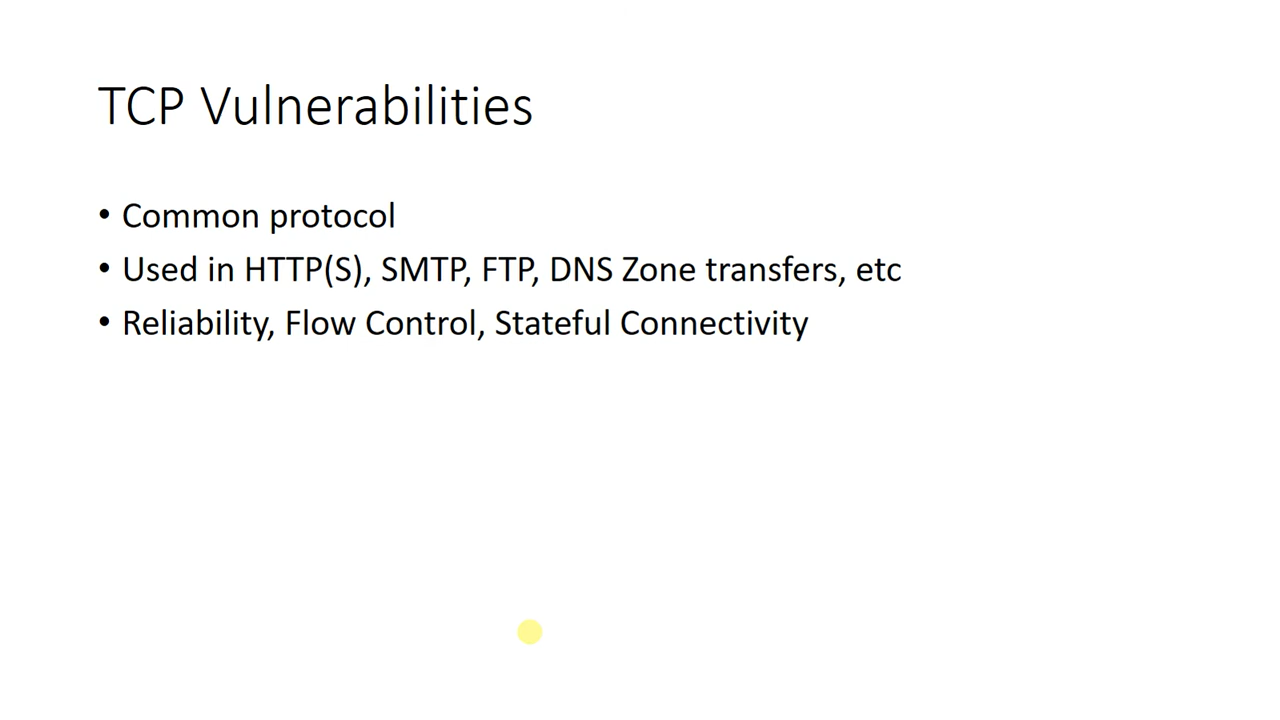 TCP Vulnerabilities
• Common protocol
• Used in HTTP(S), SMTP, FTP, DNS Zone transfers, etc
• Reliability, Flow Control, Stateful Connectivity